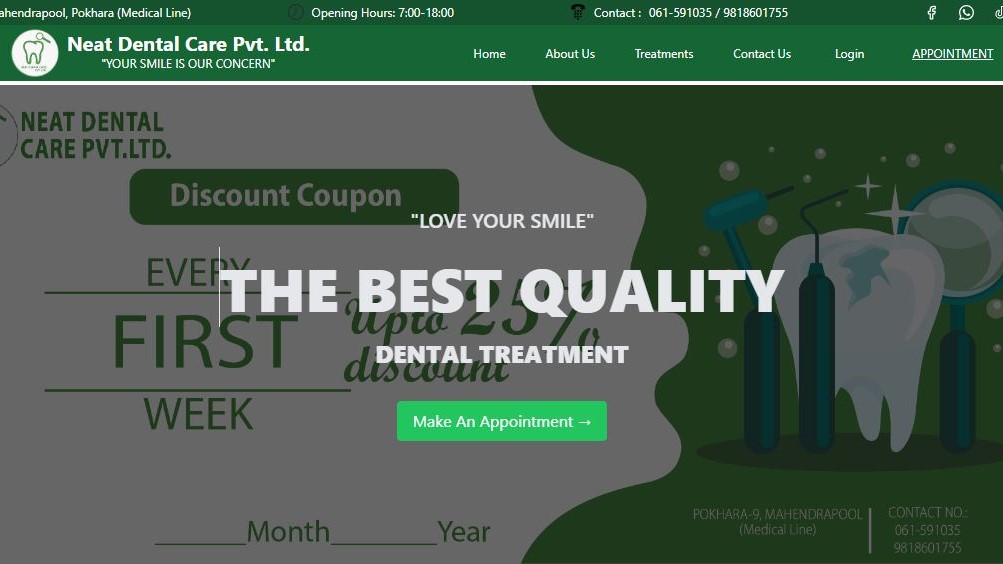 Mahendrapool, Pokhara (Medical Line)
Opening Hours: 7:00-18:00
Contact : 061-591035 / 9818601755
Neat Dental Care Pvt. Ltd.
"YOUR SMILE IS OUR CONCERN"
Home
About Us
Treatments
Contact Us
Login
APPOINTMENT
NEAT DENTAL
CARE PVT.LTD.
Discount Coupon
"LOVE YOUR SMILE"
EVERY
THE BEST QUALITY
FIRST
Upto 25%
DENTAL TREATMENT
discount
WEEK
Make An Appointment →
______Month_______Year
POKHARA-9, MAHENDRAPOOL
(Medical Line)
CONTACT NO.:
061-591035
9818601755